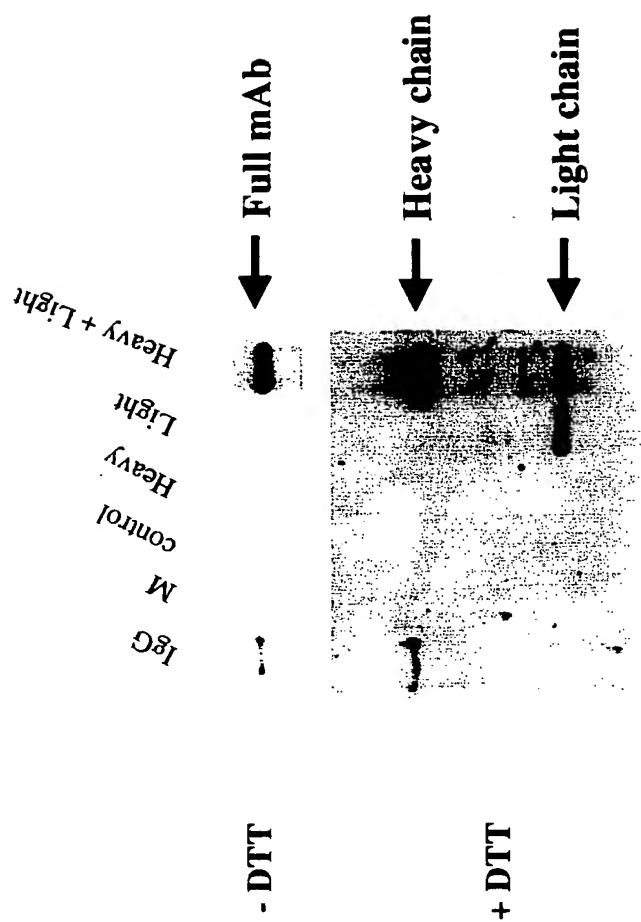 IgG
M
control
Heavy
Light
Heavy + Light
- DTT
Full mAb
+ DTT
Heavy chain
Light chain